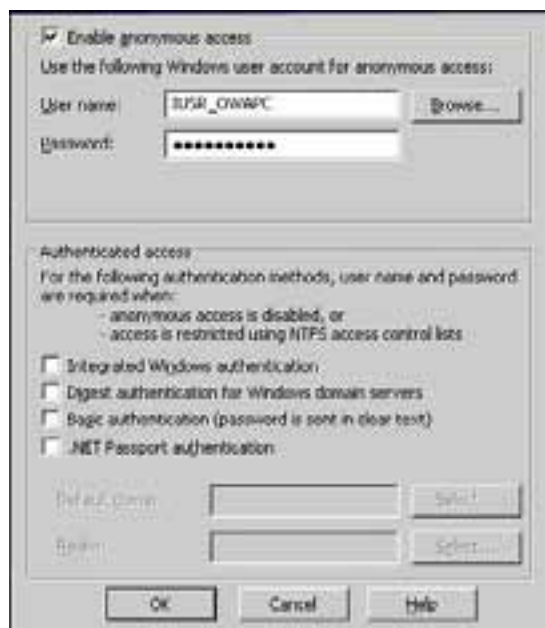 Enable anonymous access
Use the following Windows user account for anonymous access:
User name: IUSR_OWAPC Browse...
Password: ●●●●●●●●●●
Authenticated access
For the following authentication methods, user name and password
are required when:
- anonymous access is disabled, or
- access is restricted using NTFS access control lists
Integrated Windows authentication
Digest authentication for Windows domain servers
Basic authentication (password is sent in clear text)
.NET Passport authentication
Default domain: Select...
Realm: Select...
OK Cancel Help